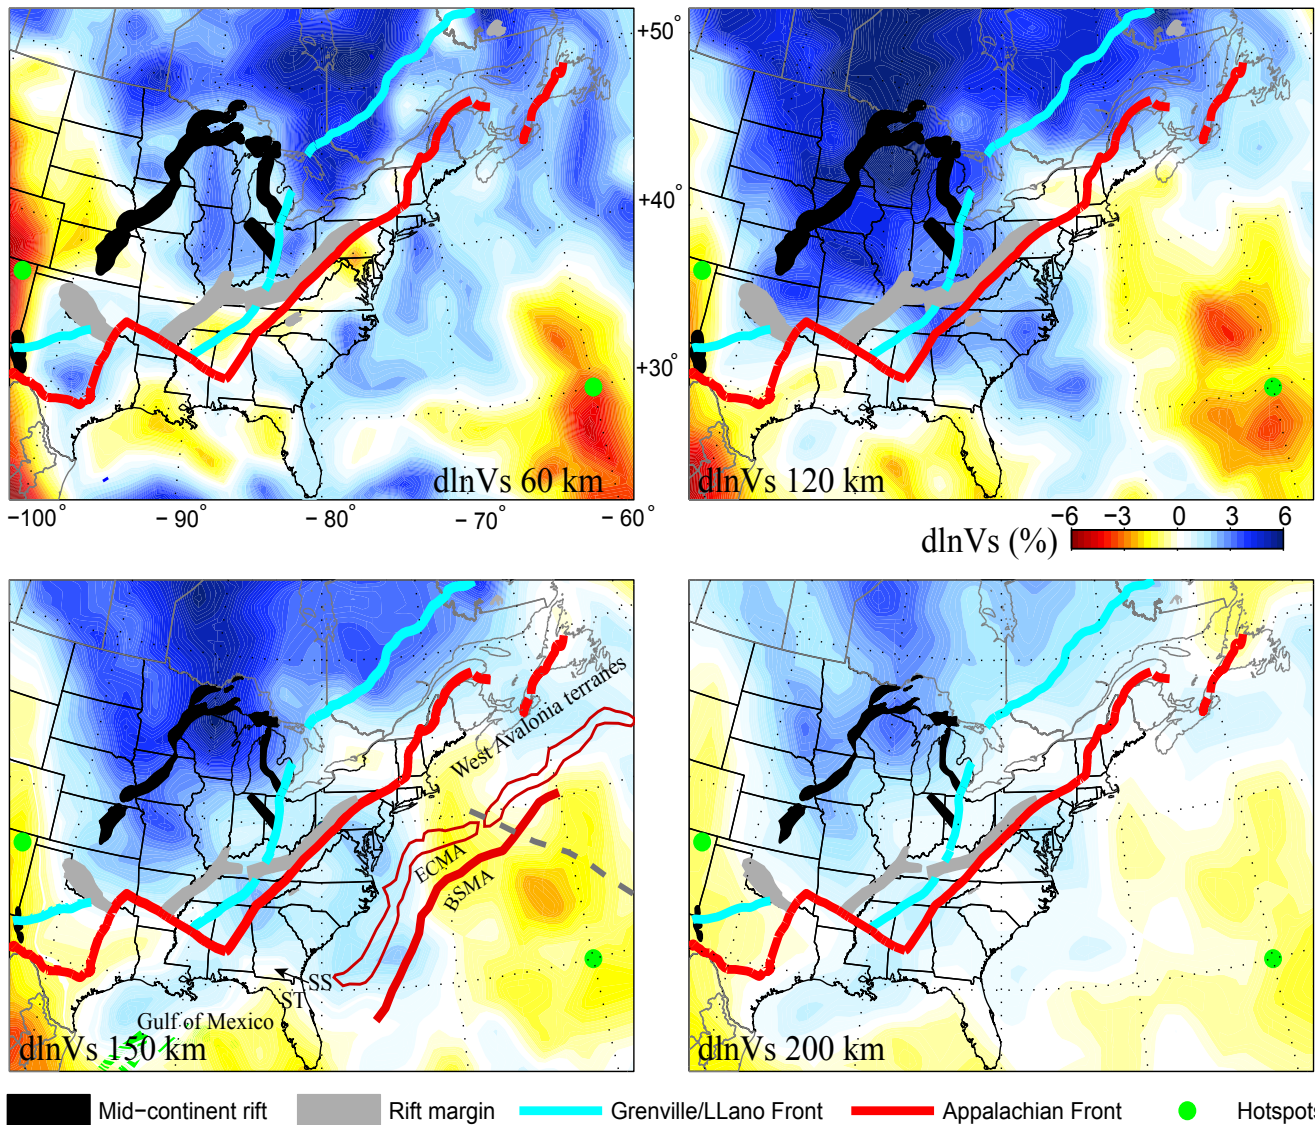 +50°
+40°
+30°
dlnVs 60 km
dlnVs 120 km
−100° −90° −80° −70° −60°
dlnVs (%)
−6 −3 0 3 6
West Avalonia terranes
ECMA
BSMA
SS
ST
Gulf of Mexico
dlnVs 150 km
dlnVs 200 km
Mid−continent rift Rift margin Grenville/LLano Front Appalachian Front Hotspots